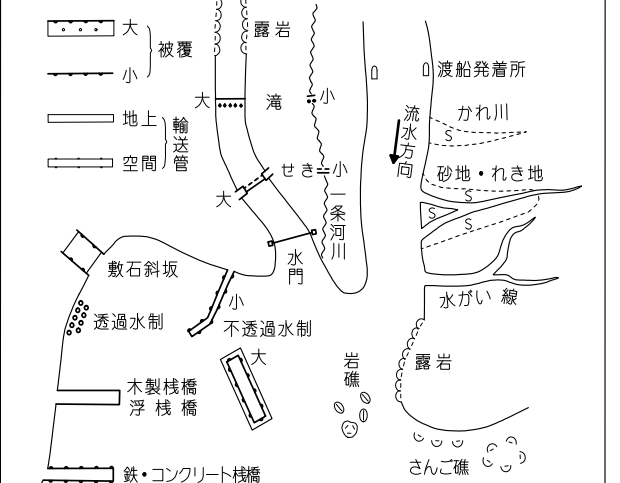 大
被覆
小
地上
輸送管
空間
露岩
大
滝
小
渡船発着所
流水方向
かれ川
S
砂地・れき地
S
S
S
せき
小
大
一条河川
水門
敷石斜坂
透過水制
小
不透過水制
大
水がい線
木製桟橋
浮桟橋
岩礁
露岩
さんご礁
鉄・コンクリート桟橋